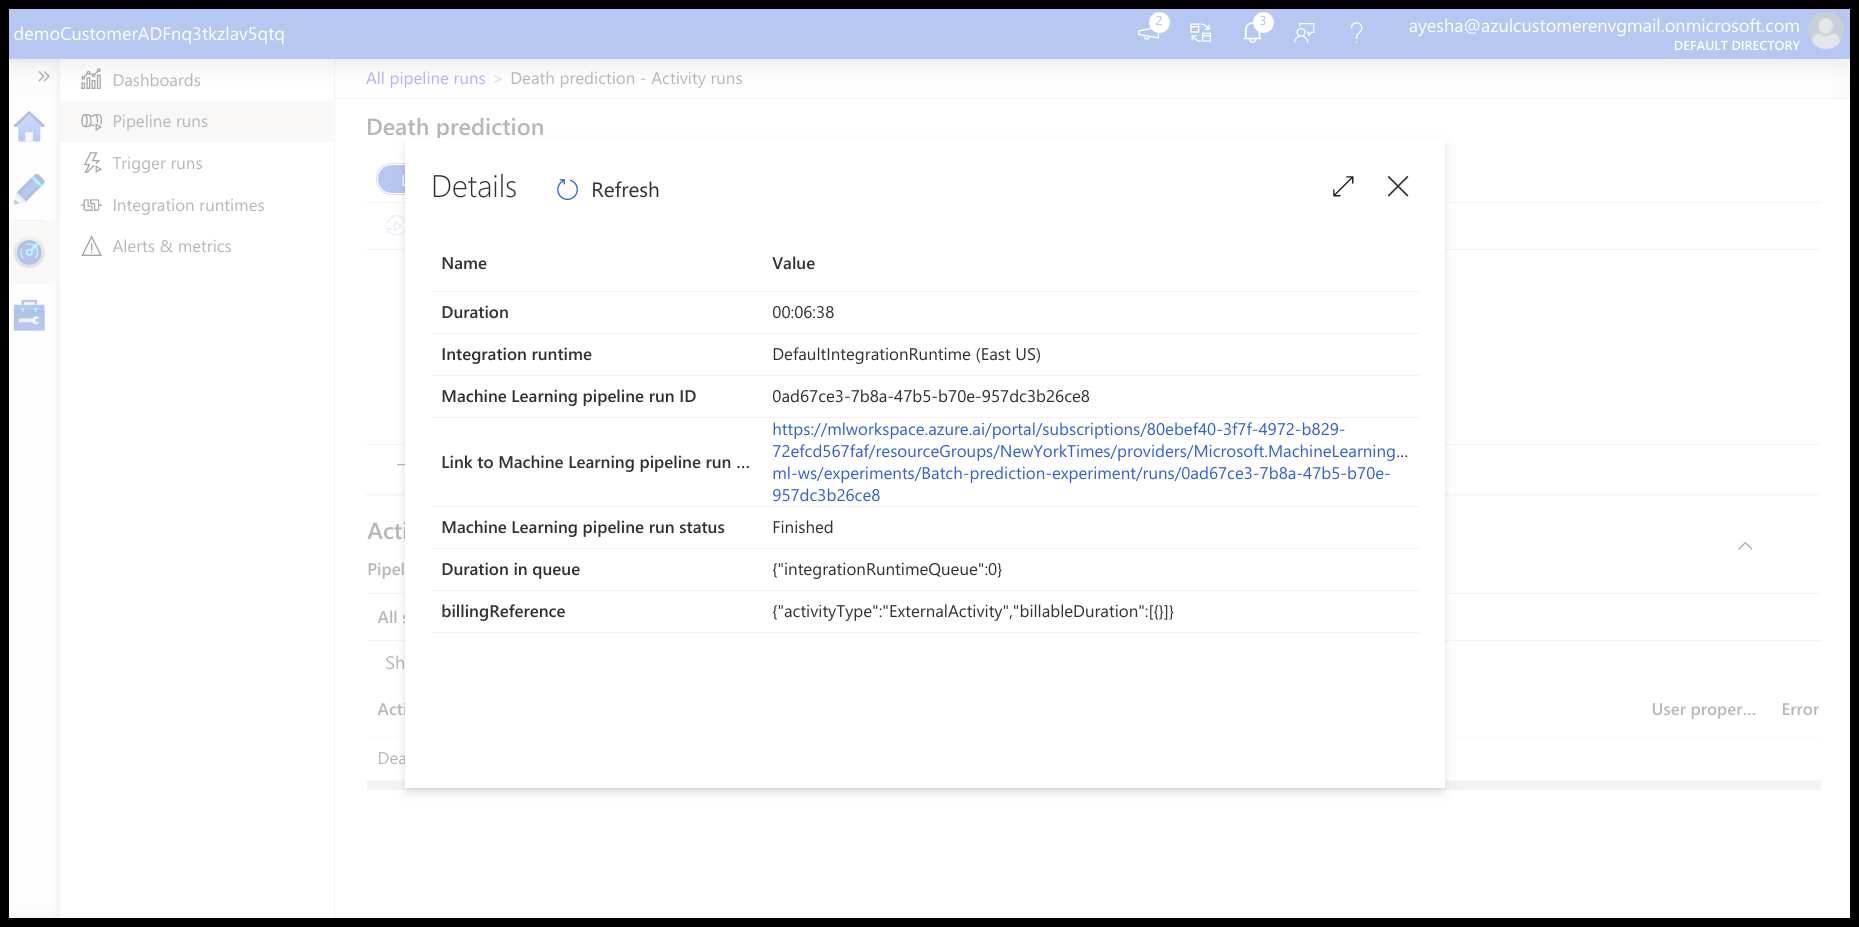 demoCustomerADFnq3tkzlav5qtq
2
3
ayesha@azulcustomerenvgmail.onmicrosoft.com
DEFAULT DIRECTORY
Dashboards
Pipeline runs
Trigger runs
Integration runtimes
Alerts & metrics
All pipeline runs > Death prediction - Activity runs
Death prediction
Details
Refresh
Name Value
Duration 00:06:38
Integration runtime DefaultIntegrationRuntime (East US)
Machine Learning pipeline run ID 0ad67ce3-7b8a-47b5-b70e-957dc3b26ce8
Link to Machine Learning pipeline run ...
https://mlworkspace.azure.ai/portal/subscriptions/80ebef40-3f7f-4972-b829-
72efcd567faf/resourceGroups/NewYorkTimes/providers/Microsoft.MachineLearning...
ml-ws/experiments/Batch-prediction-experiment/runs/0ad67ce3-7b8a-47b5-b70e-
957dc3b26ce8
Machine Learning pipeline run status Finished
Duration in queue {"integrationRuntimeQueue":0}
billingReference {"activityType":"ExternalActivity","billableDuration":[{}]}
Acti
Pipel
All s
Sh
Acti
User proper... Error
Dea